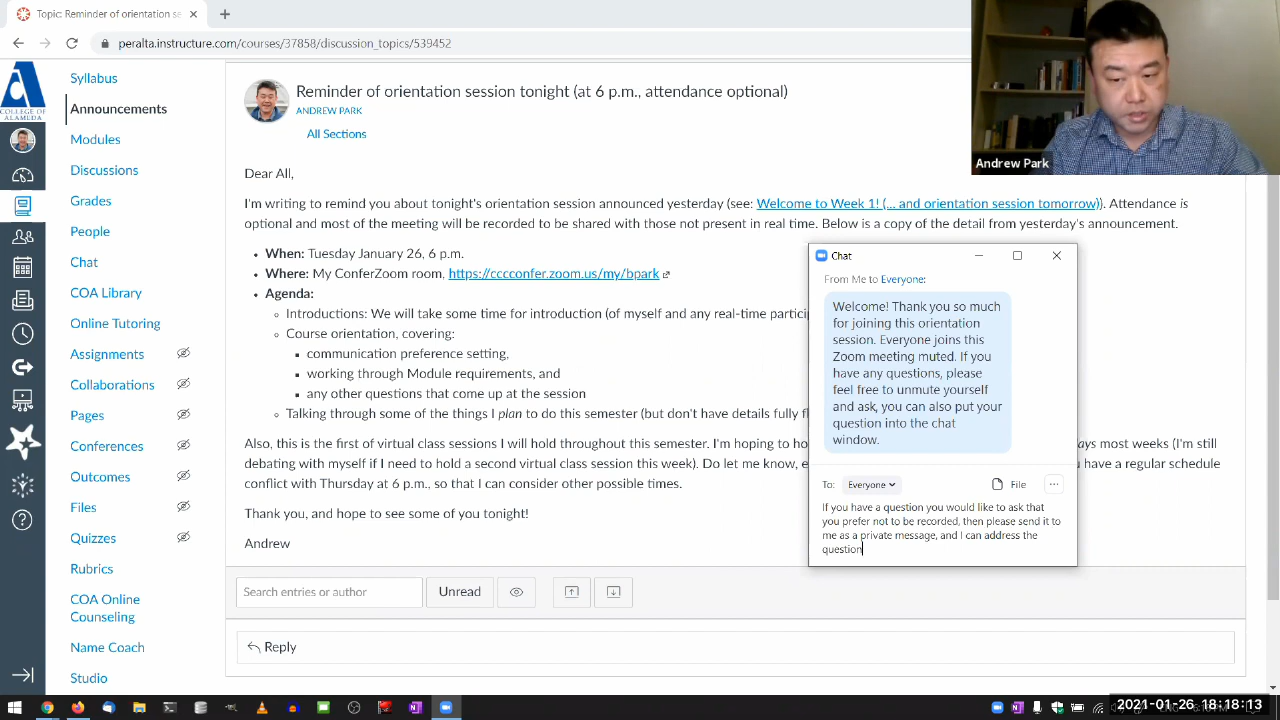 Topic: Reminder of orientation se
peralta.instructure.com/courses/37858/discussion_topics/539452
COLLEGE OF
ALAMEDA
Syllabus
Announcements
Modules
Discussions
Grades
People
Chat
COA Library
Online Tutoring
Assignments
Collaborations
Pages
Conferences
Outcomes
Files
Quizzes
Rubrics
COA Online
Counseling
Name Coach
Studio
Reminder of orientation session tonight (at 6 p.m., attendance optional)
ANDREW PARK
All Sections
Dear All,
I'm writing to remind you about tonight's orientation session announced yesterday (see: Welcome to Week 1! (... and orientation session tomorrow)). Attendance is
optional and most of the meeting will be recorded to be shared with those not present in real time. Below is a copy of the detail from yesterday's announcement.
When: Tuesday January 26, 6 p.m.
Where: My ConferZoom room, https://cccconfer.zoom.us/my/bpark
Agenda:
Introductions: We will take some time for introduction (of myself and any real-time partici
Course orientation, covering:
communication preference setting,
working through Module requirements, and
any other questions that come up at the session
Talking through some of the things I plan to do this semester (but don't have details fully fl
Also, this is the first of virtual class sessions I will hold throughout this semester. I'm hoping to ho
ays most weeks (I'm still
debating with myself if I need to hold a second virtual class session this week). Do let me know, e
u have a regular schedule
conflict with Thursday at 6 p.m., so that I can consider other possible times.
Thank you, and hope to see some of you tonight!
Andrew
Search entries or author
Unread
Reply
Andrew Park
Chat
From Me to Everyone:
Welcome! Thank you so much
for joining this orientation
session. Everyone joins this
Zoom meeting muted. If you
have any questions, please
feel free to unmute yourself
and ask, you can also put your
question into the chat
window.
To: Everyone
File
If you have a question you would like to ask that
you prefer not to be recorded, then please send it to
me as a private message, and I can address the
question
2021-01-26 18:18:13